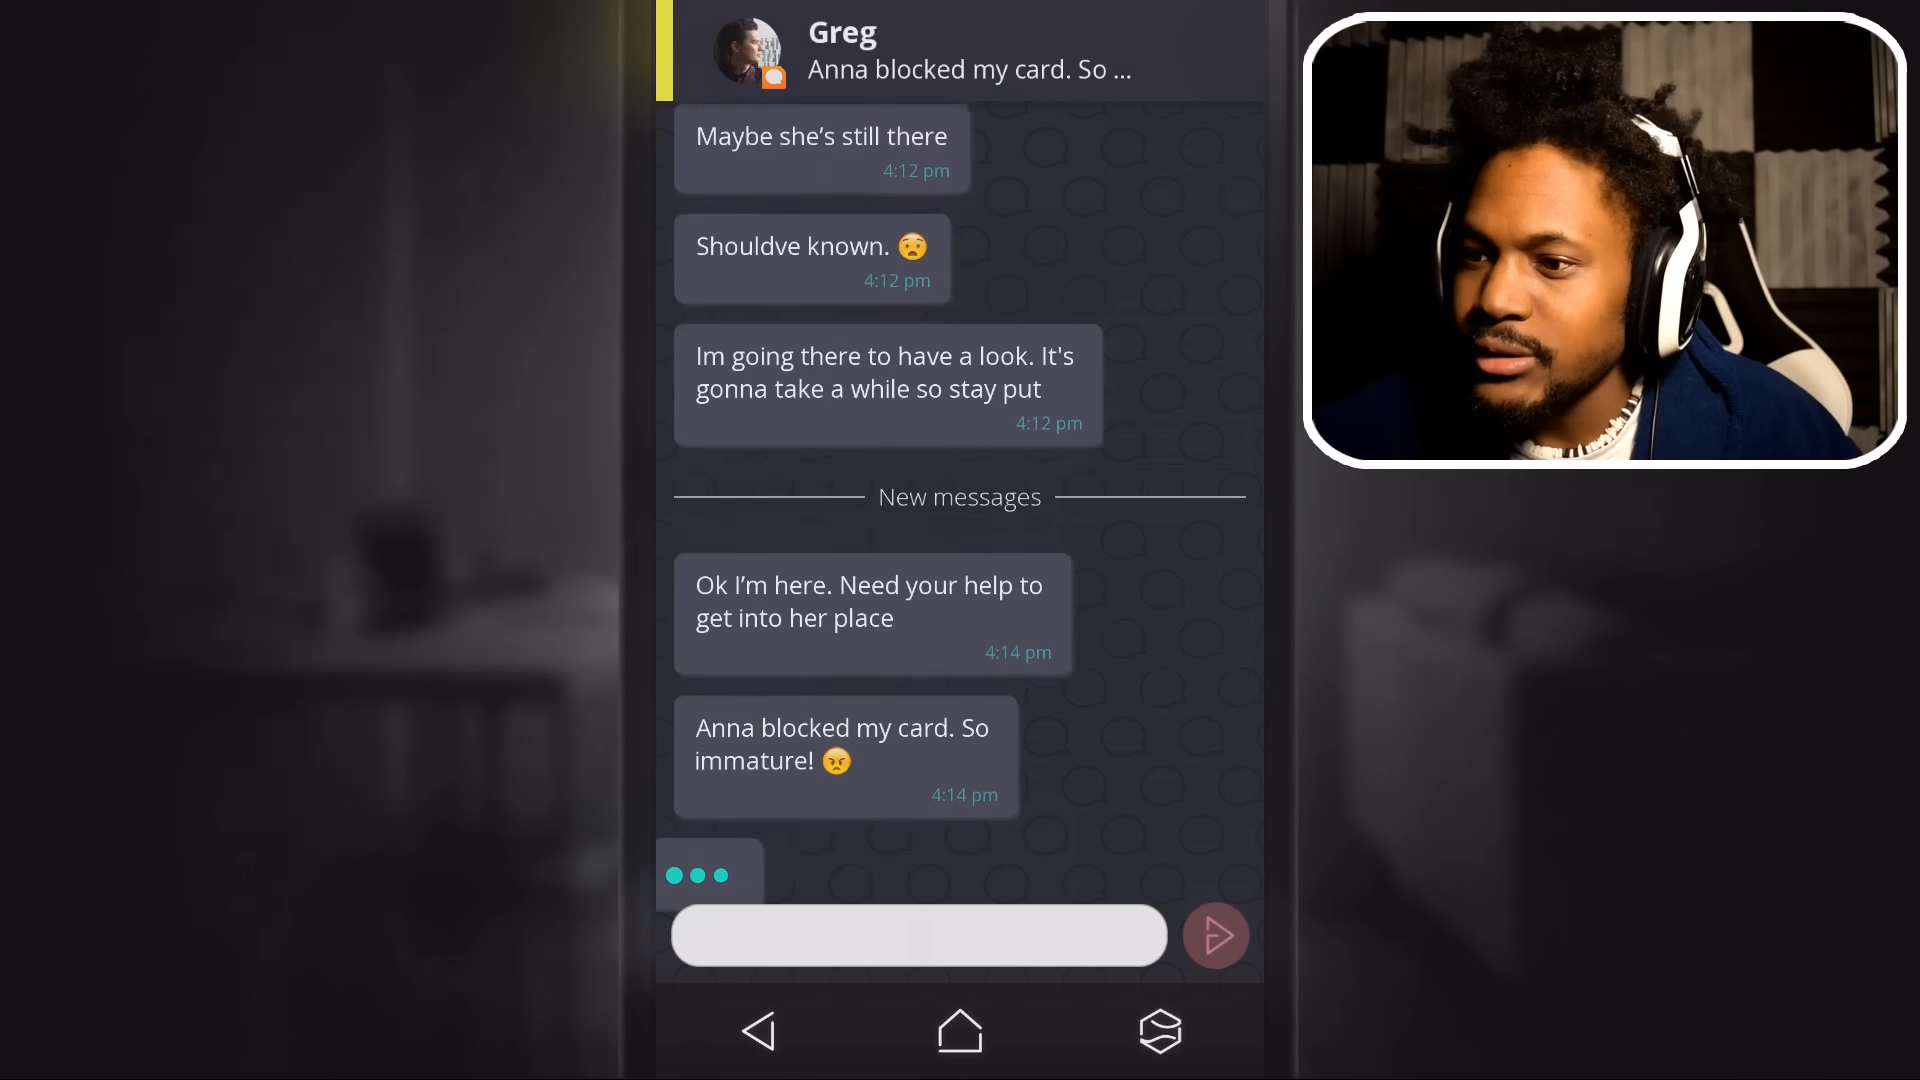 Greg
Anna blocked my card. So ...
Maybe she’s still there
4:12 pm
Shouldve known. 😟
4:12 pm
Im going there to have a look. It's
gonna take a while so stay put
4:12 pm
New messages
Ok I’m here. Need your help to
get into her place
4:14 pm
Anna blocked my card. So
immature! 😠
4:14 pm